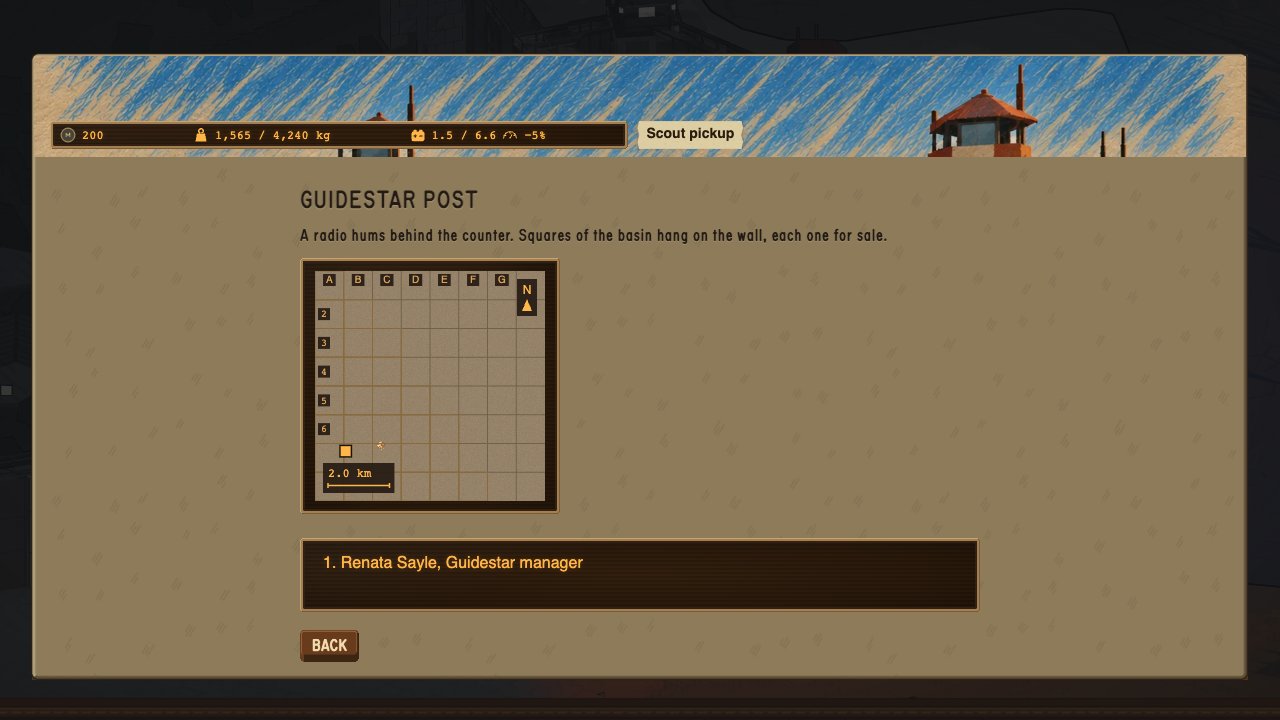 200
1,565 / 4,240 kg
1.5 / 6.6 -5%
Scout pickup
GUIDESTAR POST
A radio hums behind the counter. Squares of the basin hang on the wall, each one for sale.
A B C D E F G
N
2
3
4
5
6
2.0 km
1. Renata Sayle, Guidestar manager
BACK